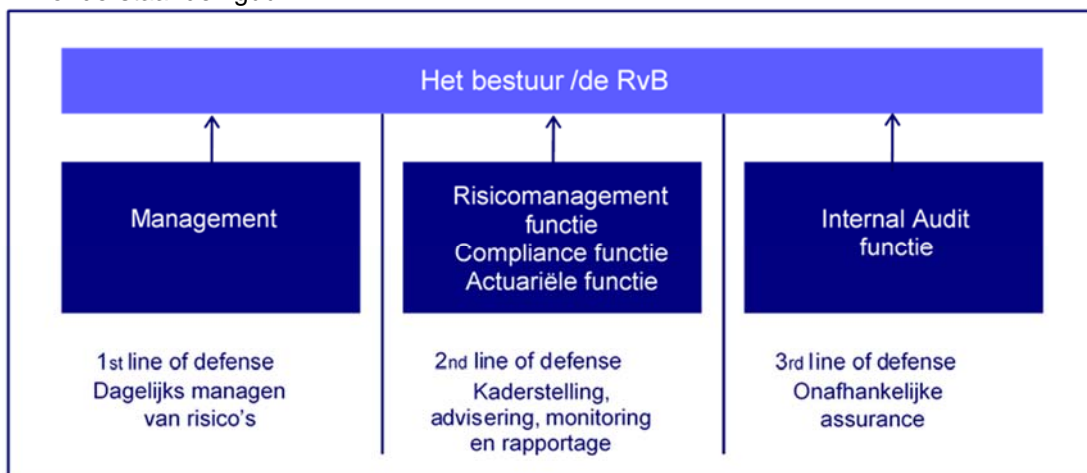 Het bestuur /de RvB
Management
Risicomanagement
functie
Compliance functie
Actuariële functie
Internal Audit
functie
1st line of defense
Dagelijks managen
van risico's
2nd line of defense
Kaderstelling,
advisering, monitoring
en rapportage
3rd line of defense
Onafhankelijke
assurance